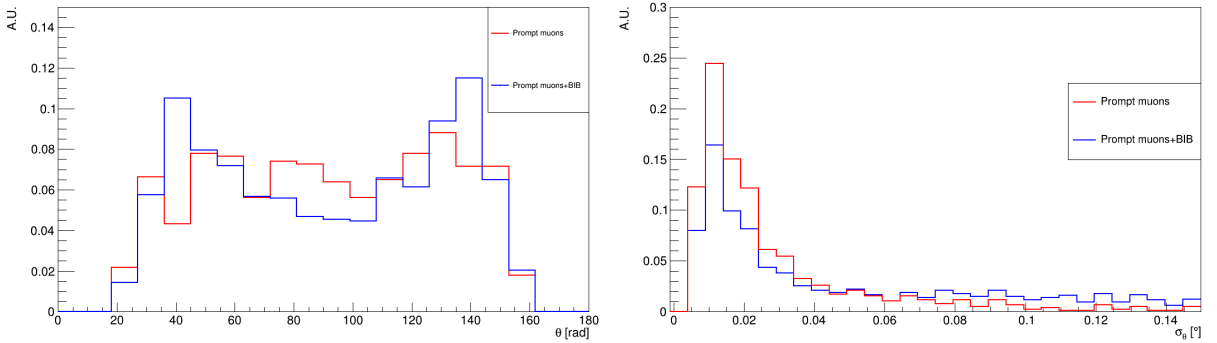 A.U.
0.14
0.12
0.1
0.08
0.06
0.04
0.02
0
Prompt muons
Prompt muons+BIB
0 20 40 60 80 100 120 140 160 180
θ [rad]
A.U.
0.3
0.25
0.2
0.15
0.1
0.05
0
Prompt muons
Prompt muons+BIB
0 0.02 0.04 0.06 0.08 0.1 0.12 0.14
σθ [°]